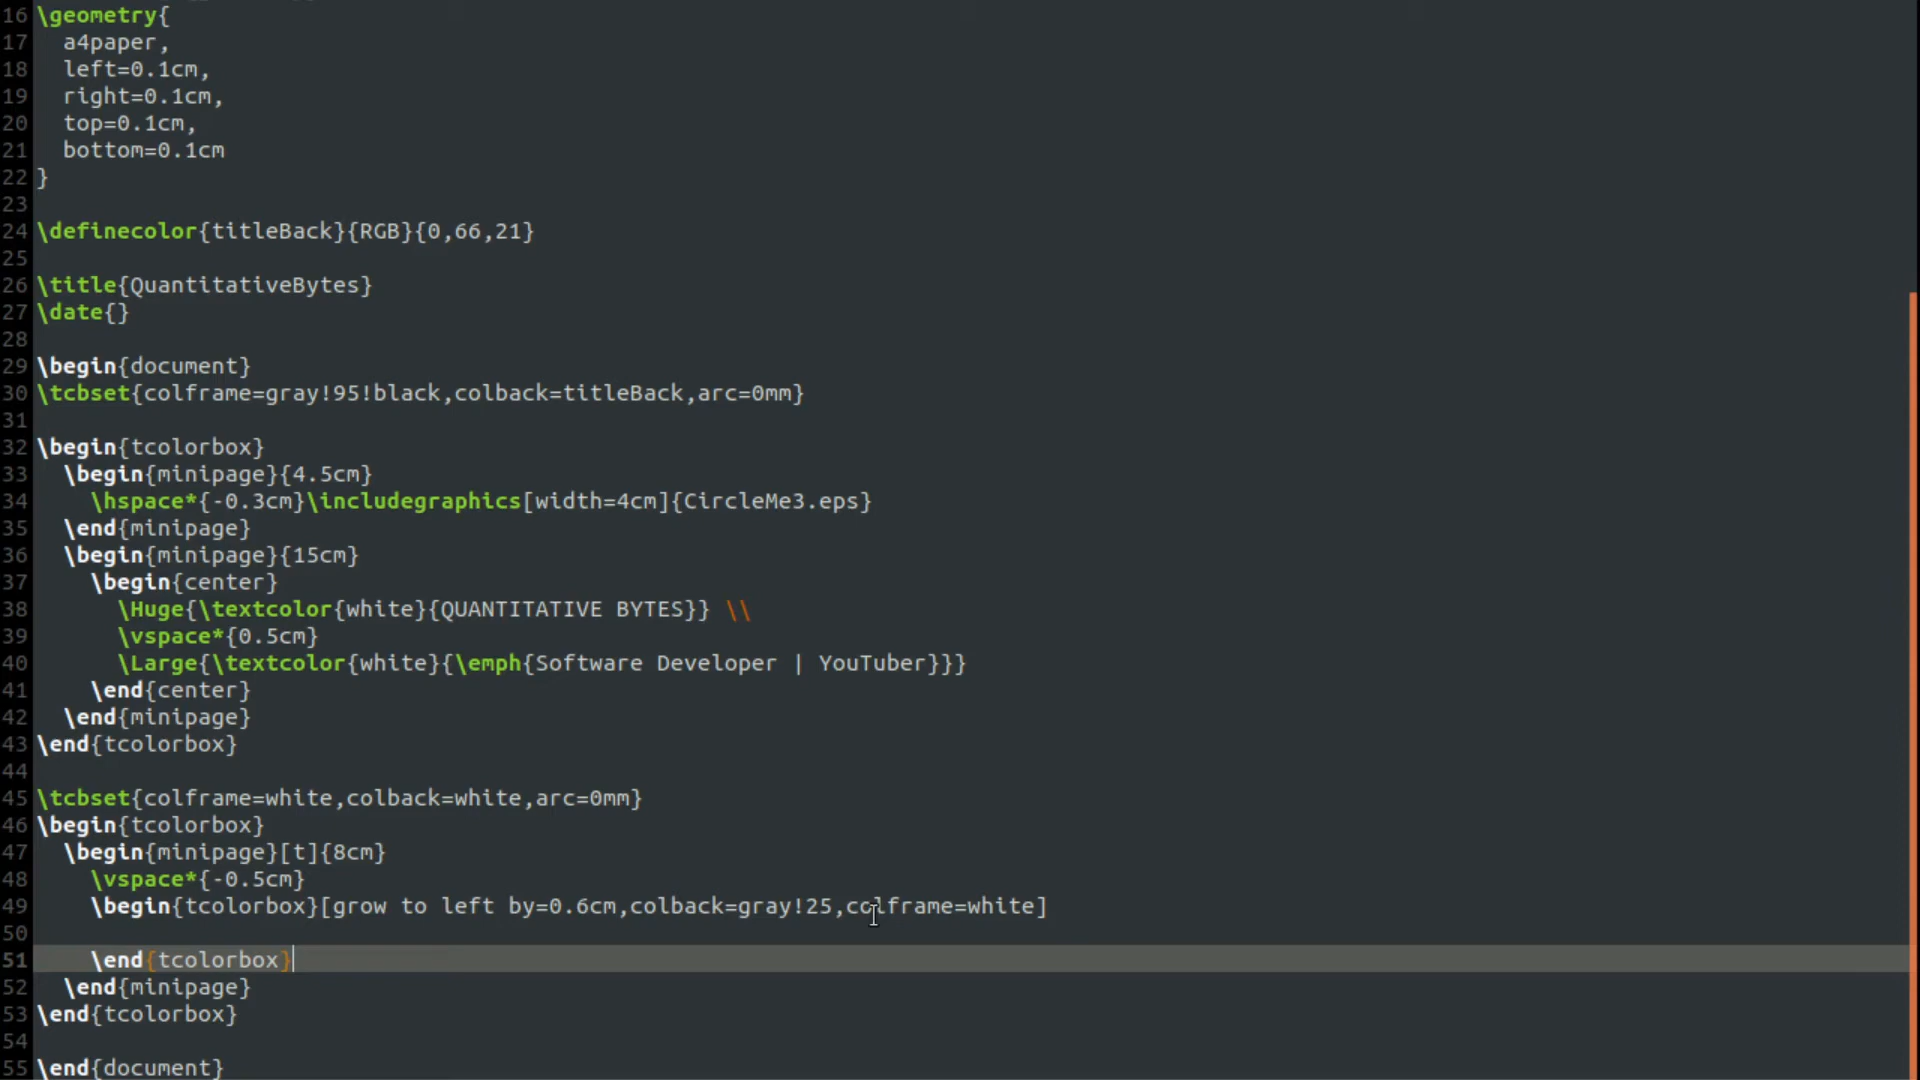 16 \geometry{
17   a4paper,
18   left=0.1cm,
19   right=0.1cm,
20   top=0.1cm,
21   bottom=0.1cm
22 }
23
24 \definecolor{titleBack}{RGB}{0,66,21}
25
26 \title{QuantitativeBytes}
27 \date{}
28
29 \begin{document}
30 \tcbset{colframe=gray!95!black,colback=titleBack,arc=0mm}
31
32 \begin{tcolorbox}
33   \begin{minipage}{4.5cm}
34     \hspace*{-0.3cm}\includegraphics[width=4cm]{CircleMe3.eps}
35   \end{minipage}
36   \begin{minipage}{15cm}
37     \begin{center}
38       \Huge{\textcolor{white}{QUANTITATIVE BYTES}} \\
39       \vspace*{0.5cm}
40       \Large{\textcolor{white}{\emph{Software Developer | YouTuber}}}
41     \end{center}
42   \end{minipage}
43 \end{tcolorbox}
44
45 \tcbset{colframe=white,colback=white,arc=0mm}
46 \begin{tcolorbox}
47   \begin{minipage}[t]{8cm}
48     \vspace*{-0.5cm}
49     \begin{tcolorbox}[grow to left by=0.6cm,colback=gray!25,colframe=white]
50
51     \end{tcolorbox}
52   \end{minipage}
53 \end{tcolorbox}
54
55 \end{document}